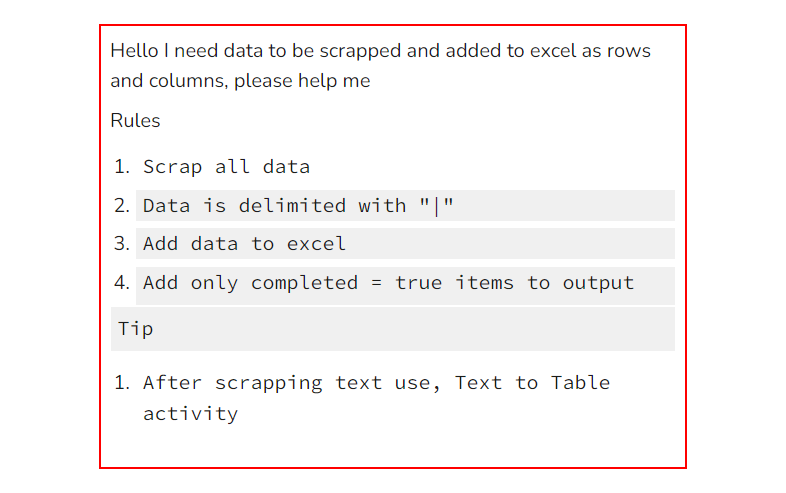 Hello I need data to be scrapped and added to excel as rows
and columns, please help me
Rules
1. Scrap all data
2. Data is delimited with "|"
3. Add data to excel
4. Add only completed = true items to output
Tip
1. After scrapping text use, Text to Table
activity